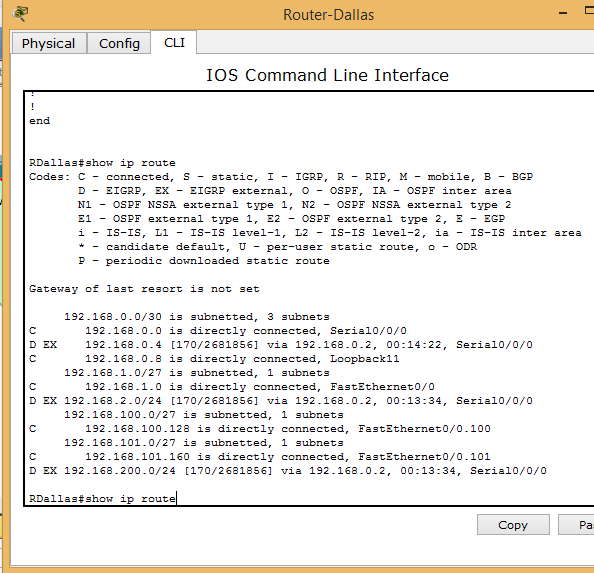 Router-Dallas
Physical Config CLI
IOS Command Line Interface
!
!
end
RDallas#show ip route
Codes: C - connected, S - static, I - IGRP, R - RIP, M - mobile, B - BGP
D - EIGRP, EX - EIGRP external, O - OSPF, IA - OSPF inter area
N1 - OSPF NSSA external type 1, N2 - OSPF NSSA external type 2
E1 - OSPF external type 1, E2 - OSPF external type 2, E - EGP
i - IS-IS, L1 - IS-IS level-1, L2 - IS-IS level-2, ia - IS-IS inter area
* - candidate default, U - per-user static route, o - ODR
P - periodic downloaded static route
Gateway of last resort is not set
192.168.0.0/30 is subnetted, 3 subnets
C 192.168.0.0 is directly connected, Serial0/0/0
D EX 192.168.0.4 [170/2681856] via 192.168.0.2, 00:14:22, Serial0/0/0
C 192.168.0.8 is directly connected, Loopback11
192.168.1.0/27 is subnetted, 1 subnets
C 192.168.1.0 is directly connected, FastEthernet0/0
D EX 192.168.2.0/24 [170/2681856] via 192.168.0.2, 00:13:34, Serial0/0/0
192.168.100.0/27 is subnetted, 1 subnets
C 192.168.100.128 is directly connected, FastEthernet0/0.100
192.168.101.0/27 is subnetted, 1 subnets
C 192.168.101.160 is directly connected, FastEthernet0/0.101
D EX 192.168.200.0/24 [170/2681856] via 192.168.0.2, 00:13:34, Serial0/0/0
RDallas#show ip route
Copy Pa